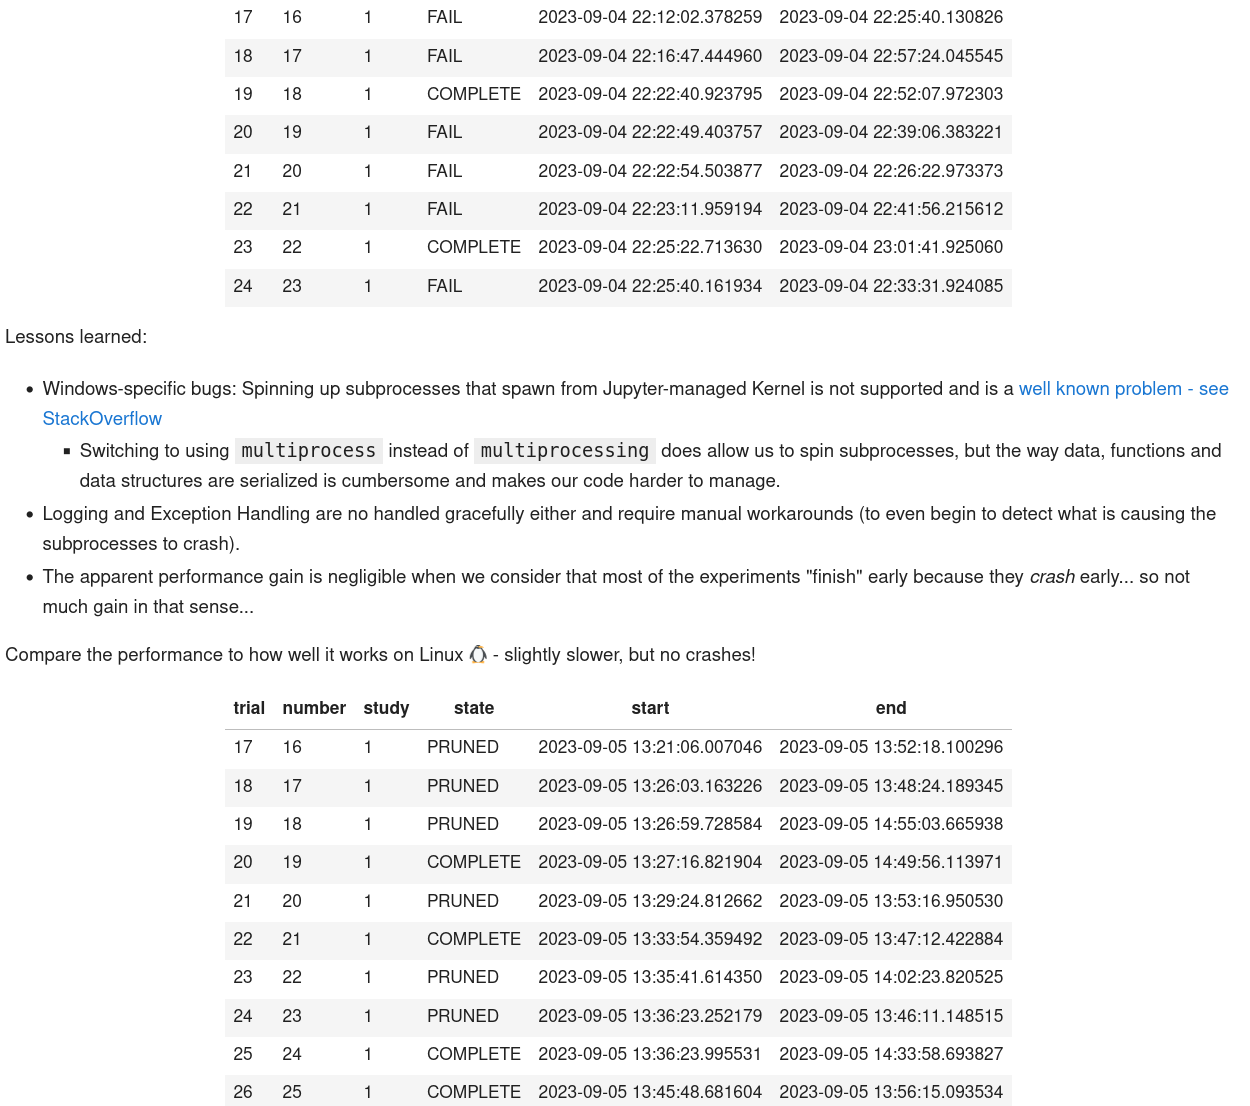 17 16 1 FAIL 2023-09-04 22:12:02.378259 2023-09-04 22:25:40.130826
18 17 1 FAIL 2023-09-04 22:16:47.444960 2023-09-04 22:57:24.045545
19 18 1 COMPLETE 2023-09-04 22:22:40.923795 2023-09-04 22:52:07.972303
20 19 1 FAIL 2023-09-04 22:22:49.403757 2023-09-04 22:39:06.383221
21 20 1 FAIL 2023-09-04 22:22:54.503877 2023-09-04 22:26:22.973373
22 21 1 FAIL 2023-09-04 22:23:11.959194 2023-09-04 22:41:56.215612
23 22 1 COMPLETE 2023-09-04 22:25:22.713630 2023-09-04 23:01:41.925060
24 23 1 FAIL 2023-09-04 22:25:40.161934 2023-09-04 22:33:31.924085
Lessons learned:
• Windows-specific bugs: Spinning up subprocesses that spawn from Jupyter-managed Kernel is not supported and is a well known problem - see
StackOverflow
▪ Switching to using multiprocess instead of multiprocessing does allow us to spin subprocesses, but the way data, functions and
data structures are serialized is cumbersome and makes our code harder to manage.
• Logging and Exception Handling are no handled gracefully either and require manual workarounds (to even begin to detect what is causing the
subprocesses to crash).
• The apparent performance gain is negligible when we consider that most of the experiments "finish" early because they crash early... so not
much gain in that sense...
Compare the performance to how well it works on Linux 🐧 - slightly slower, but no crashes!
trial number study state start end
17 16 1 PRUNED 2023-09-05 13:21:06.007046 2023-09-05 13:52:18.100296
18 17 1 PRUNED 2023-09-05 13:26:03.163226 2023-09-05 13:48:24.189345
19 18 1 PRUNED 2023-09-05 13:26:59.728584 2023-09-05 14:55:03.665938
20 19 1 COMPLETE 2023-09-05 13:27:16.821904 2023-09-05 14:49:56.113971
21 20 1 PRUNED 2023-09-05 13:29:24.812662 2023-09-05 13:53:16.950530
22 21 1 COMPLETE 2023-09-05 13:33:54.359492 2023-09-05 13:47:12.422884
23 22 1 PRUNED 2023-09-05 13:35:41.614350 2023-09-05 14:02:23.820525
24 23 1 PRUNED 2023-09-05 13:36:23.252179 2023-09-05 13:46:11.148515
25 24 1 COMPLETE 2023-09-05 13:36:23.995531 2023-09-05 14:33:58.693827
26 25 1 COMPLETE 2023-09-05 13:45:48.681604 2023-09-05 13:56:15.093534